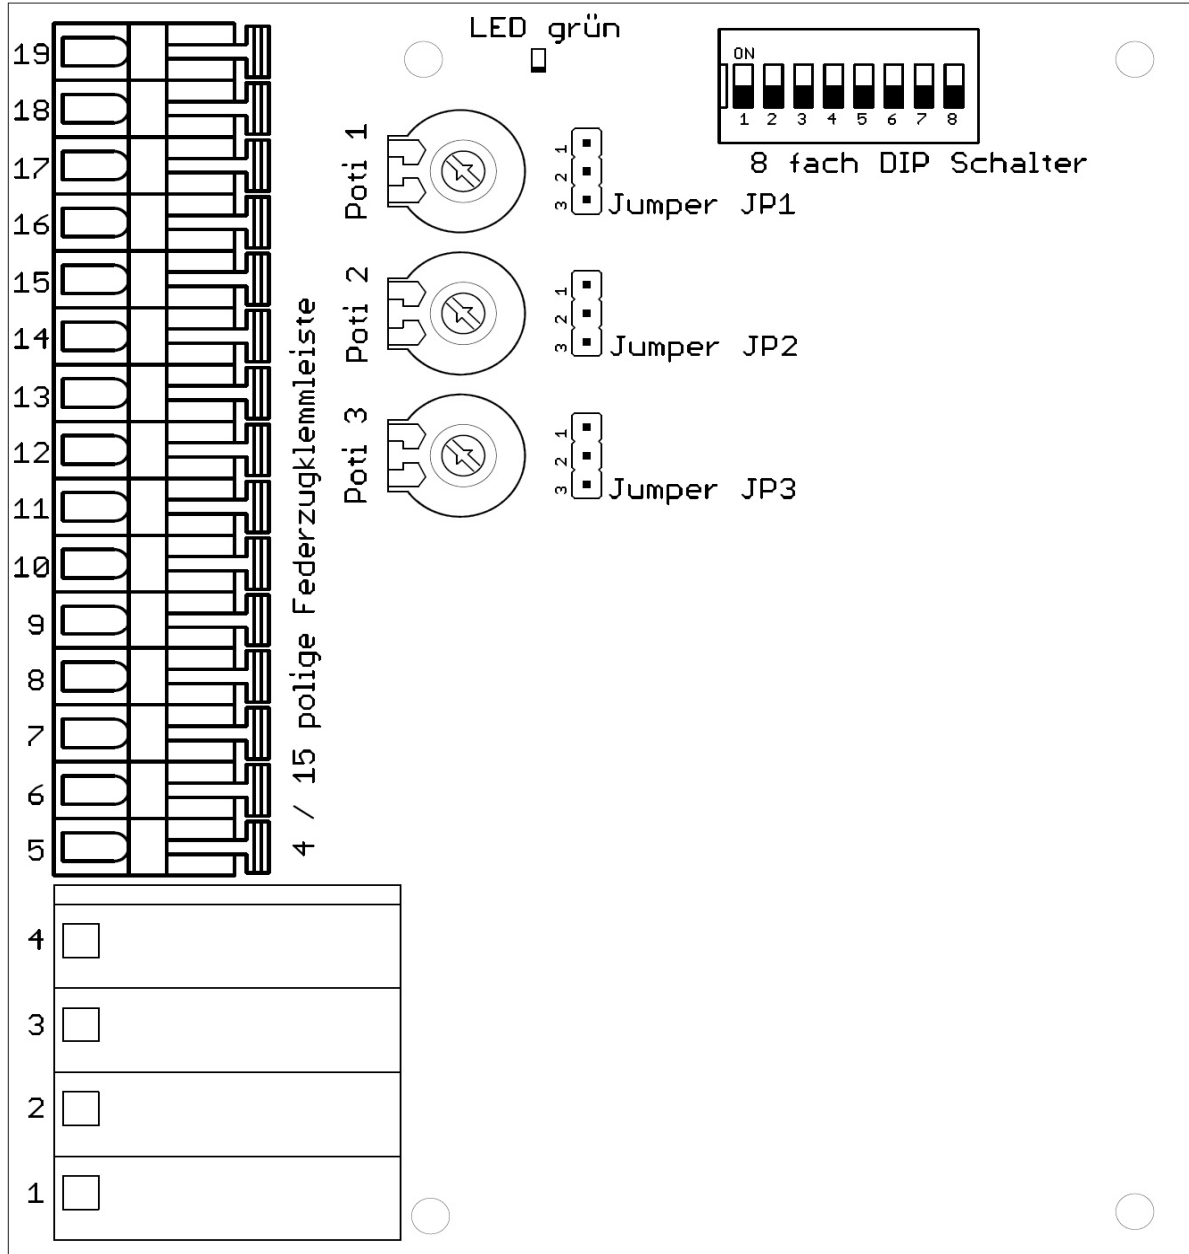 LED grün
ON
1 2 3 4 5 6 7 8
8 fach DIP Schalter
19
18
17
16
15
14
13
12
11
10
9
8
7
6
5
4
3
2
1
4 / 15 polige Federzugklemmleiste
Poti 1
1
2
3
Jumper JP1
Poti 2
1
2
3
Jumper JP2
Poti 3
1
2
3
Jumper JP3